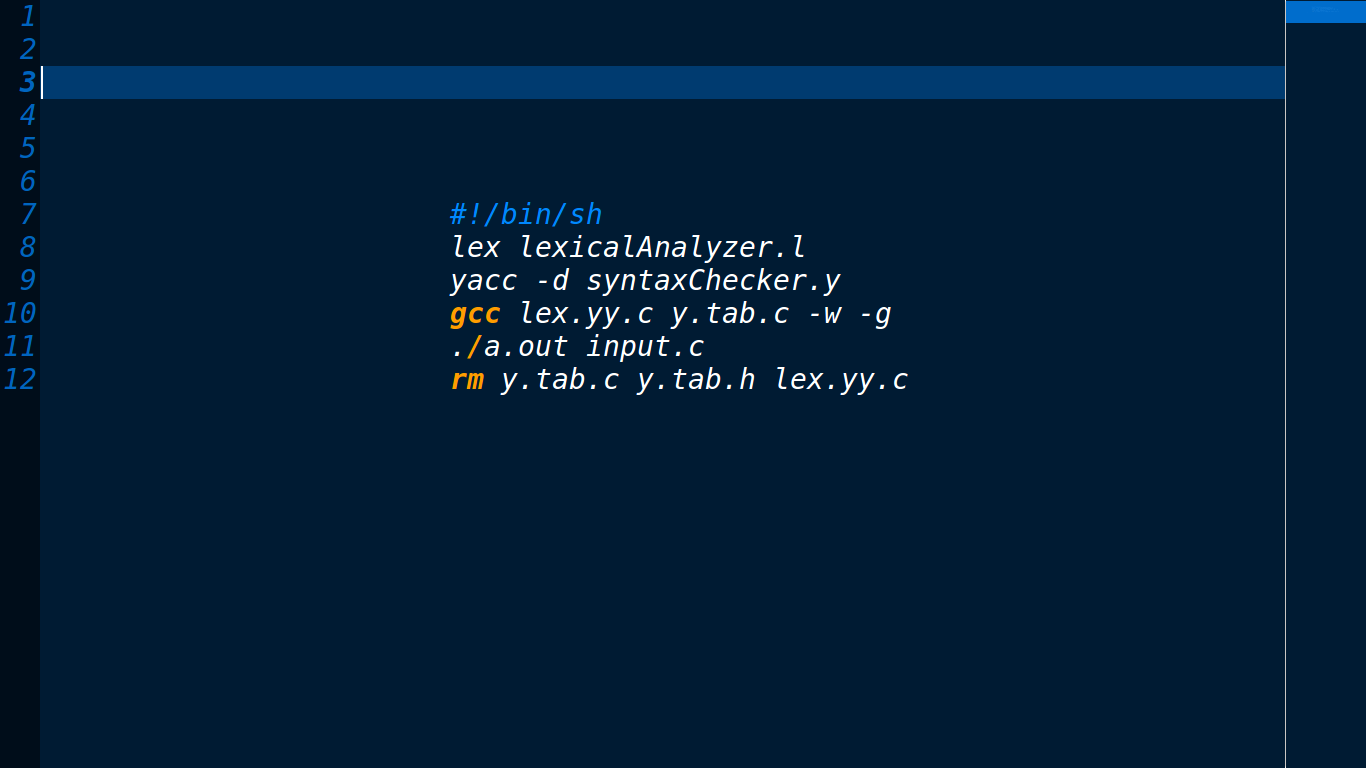 1
2
3
4
5
6
7 #!/bin/sh
8 lex lexicalAnalyzer.l
9 yacc -d syntaxChecker.y
10 gcc lex.yy.c y.tab.c -w -g
11 ./a.out input.c
12 rm y.tab.c y.tab.h lex.yy.c